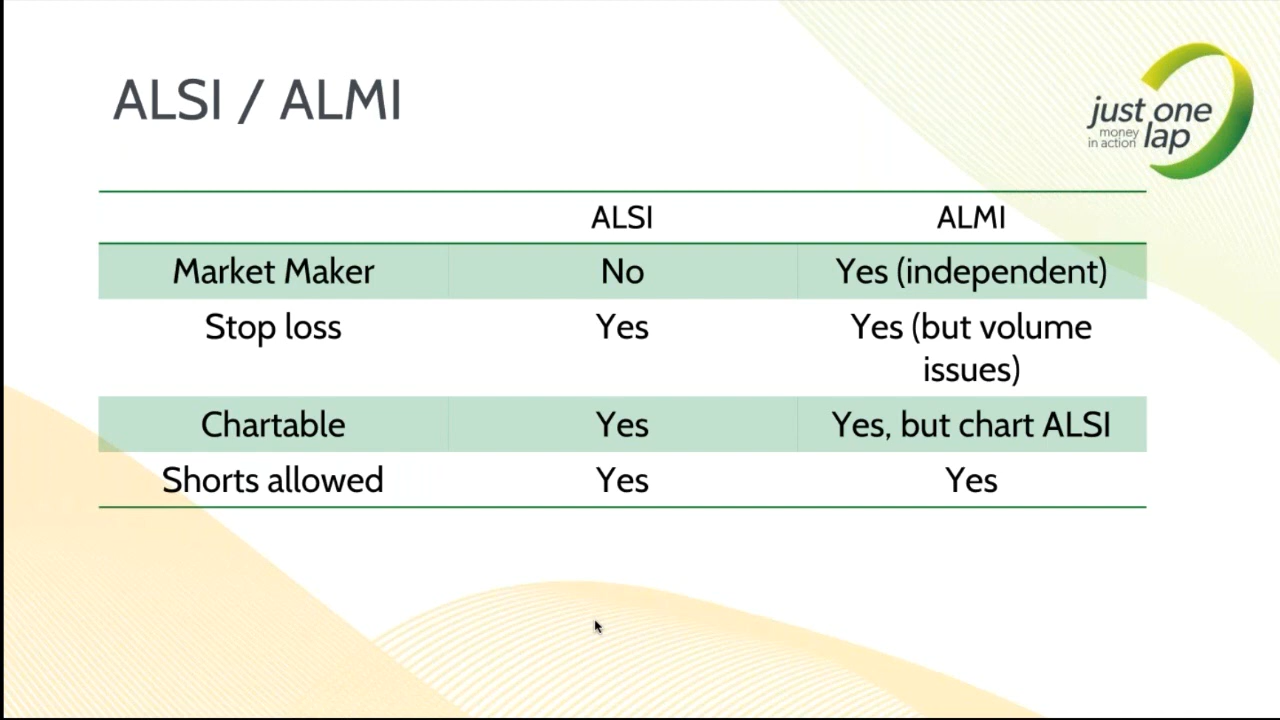 ALSI / ALMI
just one
money
in action lap
ALSI ALMI
Market Maker No Yes (independent)
Stop loss Yes Yes (but volume
issues)
Chartable Yes Yes, but chart ALSI
Shorts allowed Yes Yes